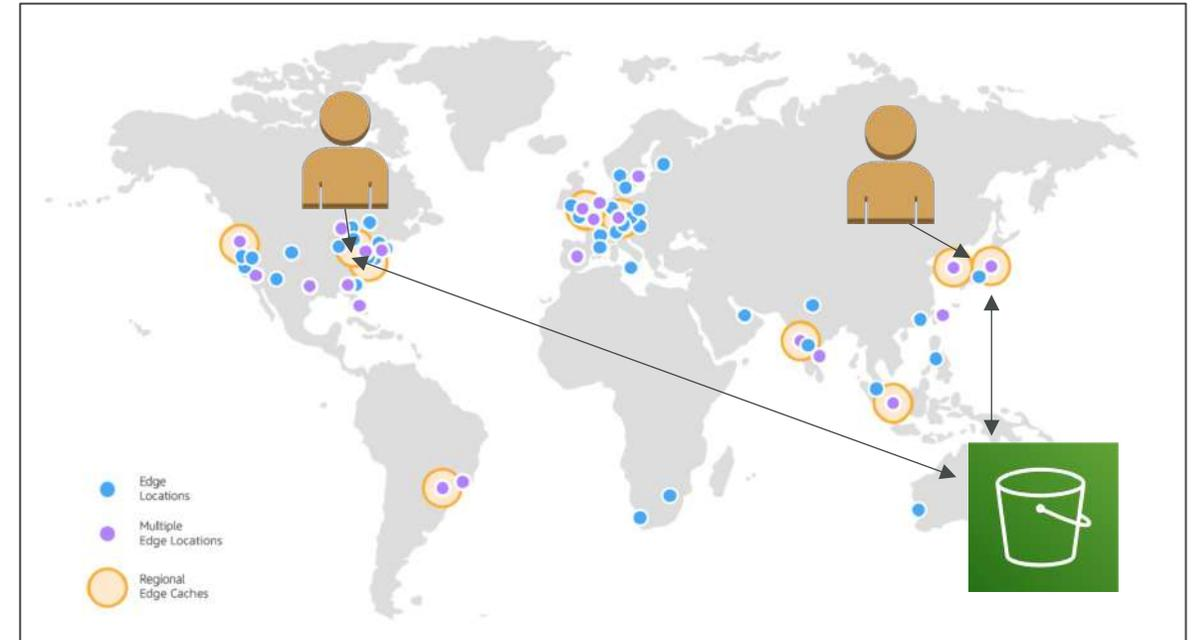 Edge
Locations
Multiple
Edge Locations
Regional
Edge Caches